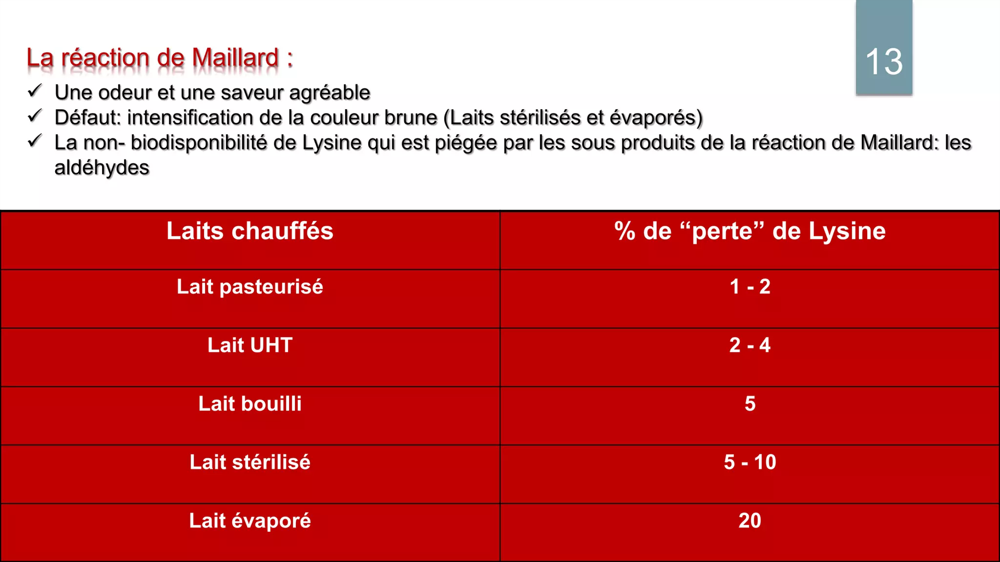 La réaction de Maillard :
13
✓ Une odeur et une saveur agréable
✓ Défaut: intensification de la couleur brune (Laits stérilisés et évaporés)
✓ La non- biodisponibilité de Lysine qui est piégée par les sous produits de la réaction de Maillard: les
aldéhydes
Laits chauffés % de “perte” de Lysine
Lait pasteurisé 1 - 2
Lait UHT 2 - 4
Lait bouilli 5
Lait stérilisé 5 - 10
Lait évaporé 20